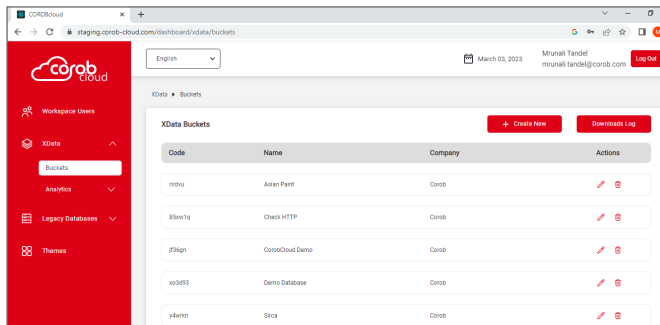 COROBcloud
staging.corob-cloud.com/dashboard/xdata/buckets
corob
cloud
English
March 03, 2023
Mrunali Tandel
mrunali.tandel@corob.com
Log Out
XData ▸ Buckets
Workspace Users
XData
Buckets
Analytics
Legacy Databases
Themes
XData Buckets
+ Create New
Downloads Log
Code Name Company Actions
rirdvu Asian Paint Corob
85xw1q Check HTTP Corob
jf36gn CorobCloud Demo Corob
xo3d93 Demo Database Corob
y4wrkh Sirca Corob